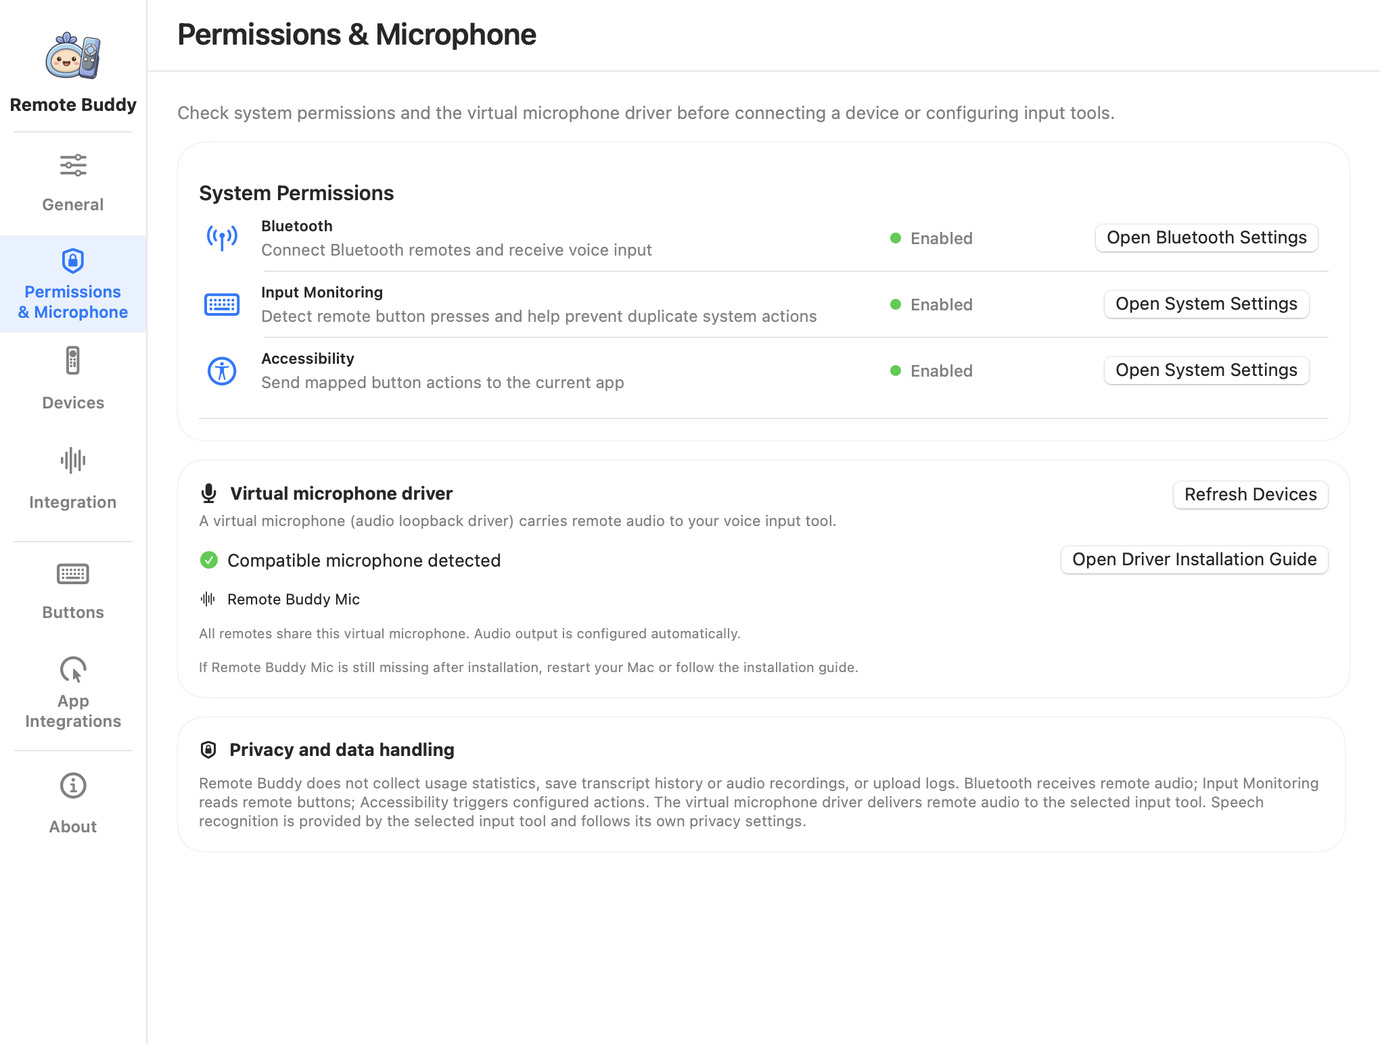 Permissions & Microphone
Remote Buddy
General
Permissions
& Microphone
Devices
Integration
Buttons
App
Integrations
About
Check system permissions and the virtual microphone driver before connecting a device or configuring input tools.
System Permissions
Bluetooth
Connect Bluetooth remotes and receive voice input
Enabled
Open Bluetooth Settings
Input Monitoring
Detect remote button presses and help prevent duplicate system actions
Enabled
Open System Settings
Accessibility
Send mapped button actions to the current app
Enabled
Open System Settings
Virtual microphone driver
Refresh Devices
A virtual microphone (audio loopback driver) carries remote audio to your voice input tool.
Compatible microphone detected
Open Driver Installation Guide
Remote Buddy Mic
All remotes share this virtual microphone. Audio output is configured automatically.
If Remote Buddy Mic is still missing after installation, restart your Mac or follow the installation guide.
Privacy and data handling
Remote Buddy does not collect usage statistics, save transcript history or audio recordings, or upload logs. Bluetooth receives remote audio; Input Monitoring
reads remote buttons; Accessibility triggers configured actions. The virtual microphone driver delivers remote audio to the selected input tool. Speech
recognition is provided by the selected input tool and follows its own privacy settings.